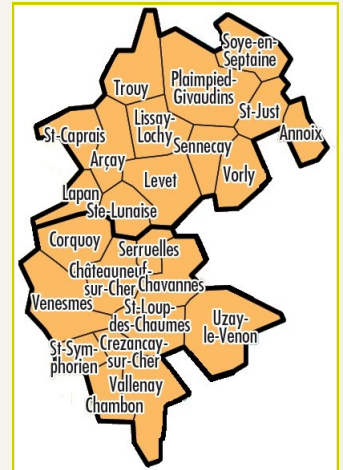 Soye-en-
Septaine
Plaimpied-
Givaudins
Trouy
St-Just
Lissay-
Lochy
Annoix
St-Caprais
Sennecay
Arçay
Levet
Vorly
Lapan
Ste-Lunaise
Corquoy
Serruelles
Châteauneuf-
sur-Cher
Chavannes
Venesmes
St-Loup-
des-Chaumes
Uzay-
le-Venon
St-Sym-
phorien
Crezançay-
sur-Cher
Vallenay
Chambon